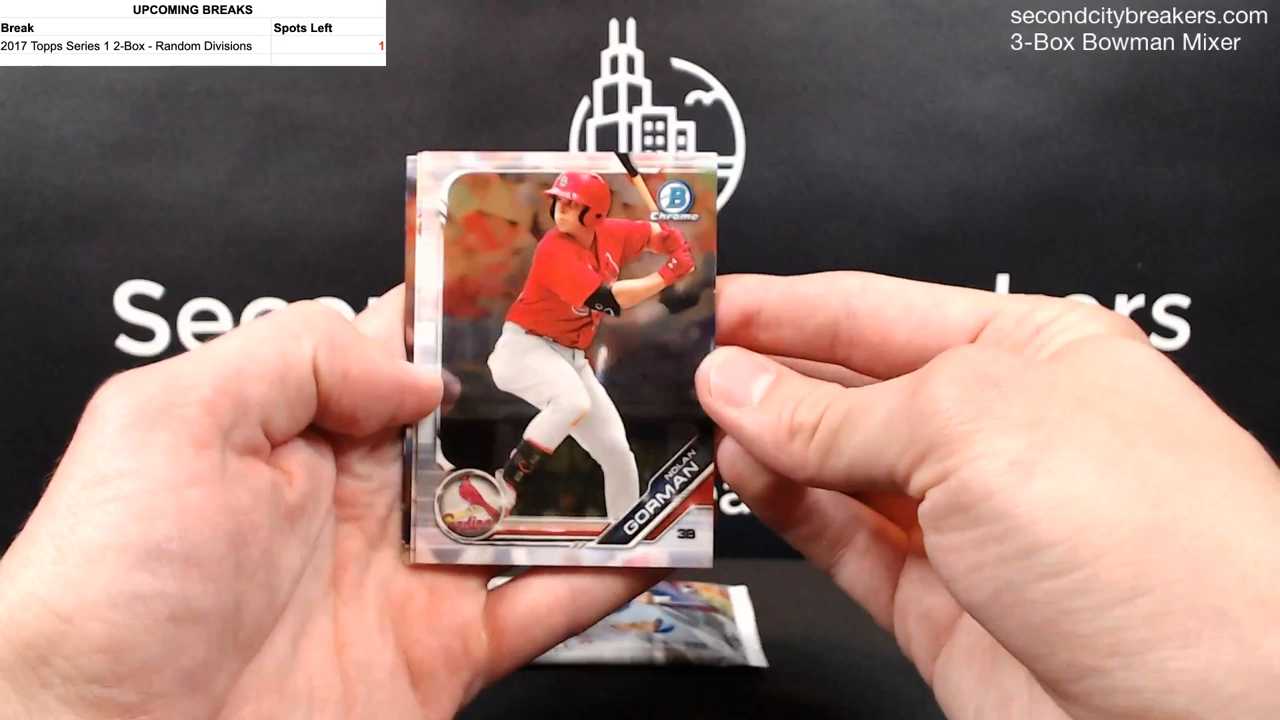 UPCOMING BREAKS
Break Spots Left
2017 Topps Series 1 2-Box - Random Divisions 1
secondcitybreakers.com
3-Box Bowman Mixer
B
Chrome
NOLAN
GORMAN
3B